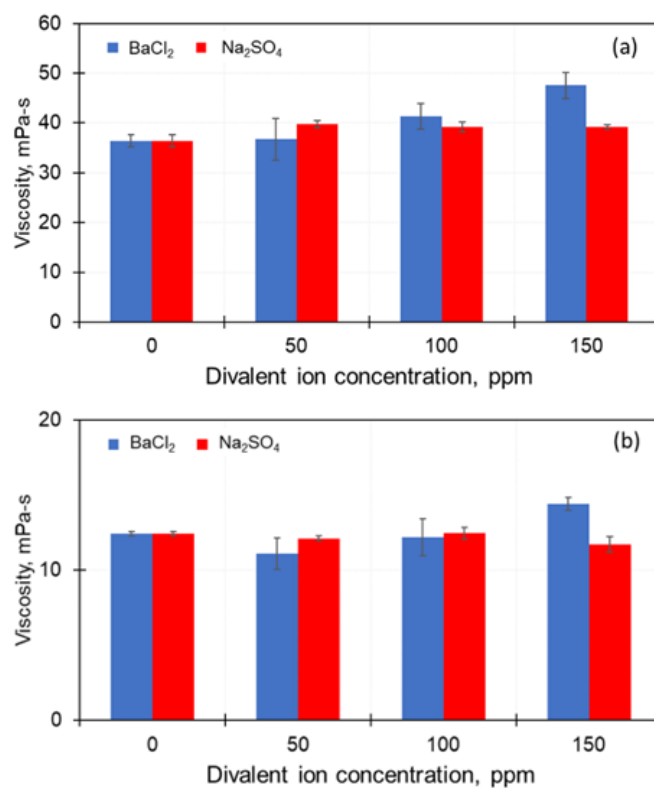 60
BaCl₂ Na₂SO₄ (a)
50
40
30
20
10
0
Viscosity, mPa-s
0 50 100 150
Divalent ion concentration, ppm
20
BaCl₂ Na₂SO₄ (b)
10
0
Viscosity, mPa-s
0 50 100 150
Divalent ion concentration, ppm